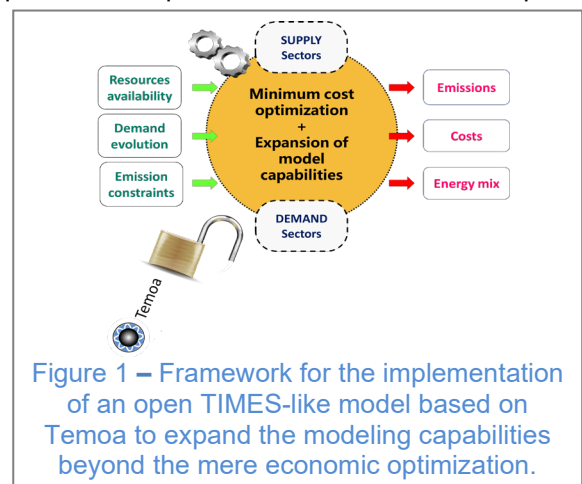 SUPPLY
Sectors
Resources
availability
Demand
evolution
Emission
constraints
Minimum cost
optimization
+
Expansion of
model
capabilities
Emissions
Costs
Energy mix
DEMAND
Sectors
Temoa
Figure 1 – Framework for the implementation
of an open TIMES-like model based on
Temoa to expand the modeling capabilities
beyond the mere economic optimization.